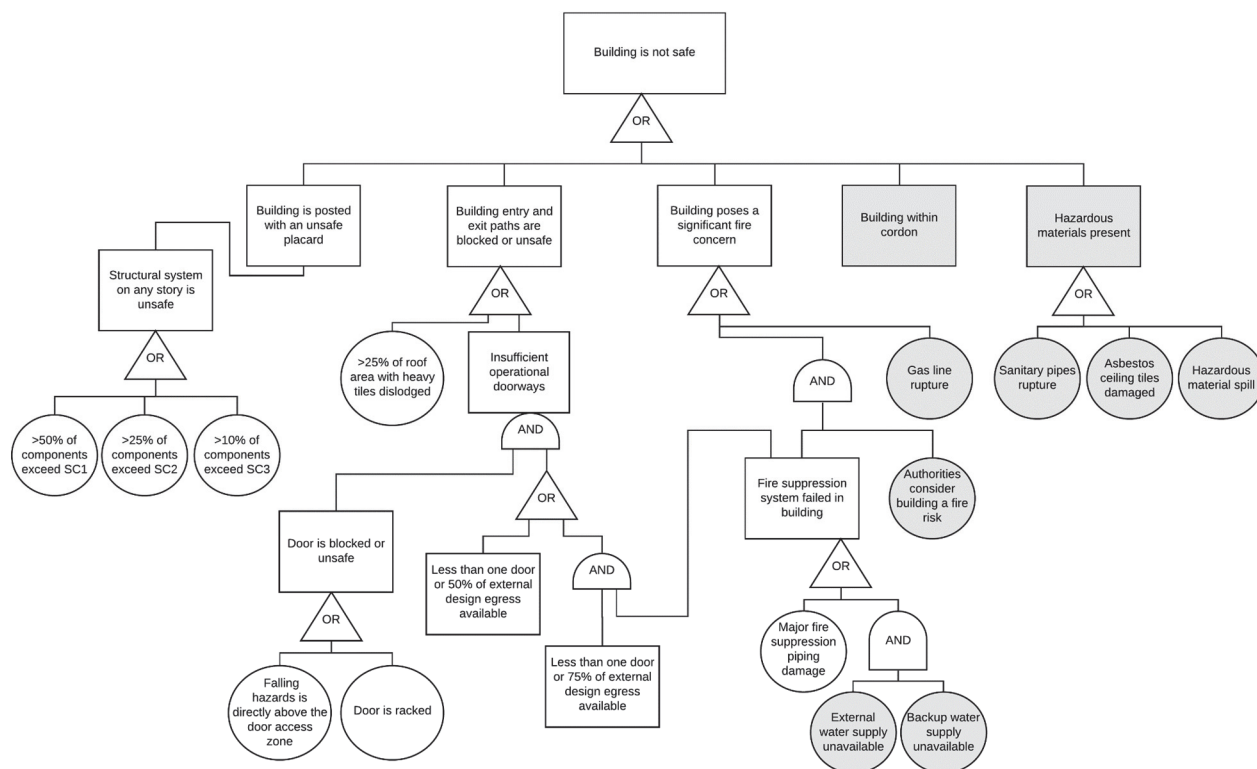 Building is not safe
OR
Building is posted
with an unsafe
placard
Building entry and
exit paths are
blocked or unsafe
Building poses a
significant fire
concern
Building within
cordon
Hazardous
materials present
Structural system
on any story is
unsafe
OR
OR
OR
OR
>50% of
components
exceed SC1
>25% of
components
exceed SC2
>10% of
components
exceed SC3
>25% of roof
area with heavy
tiles dislodged
Insufficient
operational
doorways
AND
Gas line
rupture
Sanitary pipes
rupture
Asbestos
ceiling tiles
damaged
Hazardous
material spill
AND
Door is blocked or
unsafe
OR
Fire suppression
system failed in
building
Authorities
consider
building a fire
risk
Less than one door
or 50% of external
design egress
available
AND
OR
OR
Less than one door
or 75% of external
design egress
available
Major fire
suppression
piping
damage
AND
Falling
hazards is
directly above the
door access
zone
Door is racked
External
water supply
unavailable
Backup water
supply
unavailable